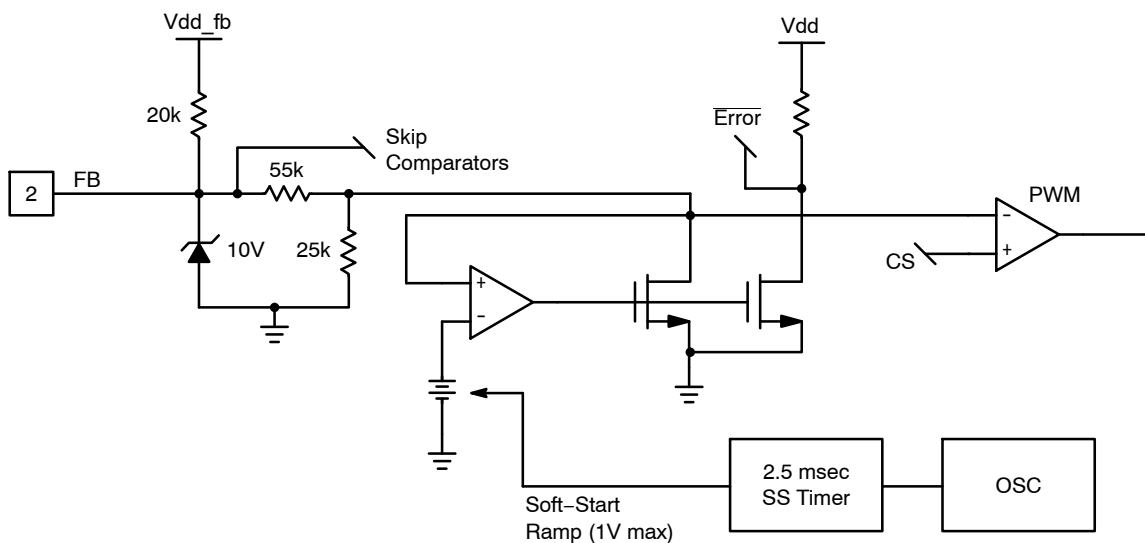 Vdd_fb
Vdd
20k
Error
Skip
Comparators
2
FB
55k
PWM
10V
25k
CS
+
−
−
+
2.5 msec
SS Timer
OSC
Soft−Start
Ramp (1V max)